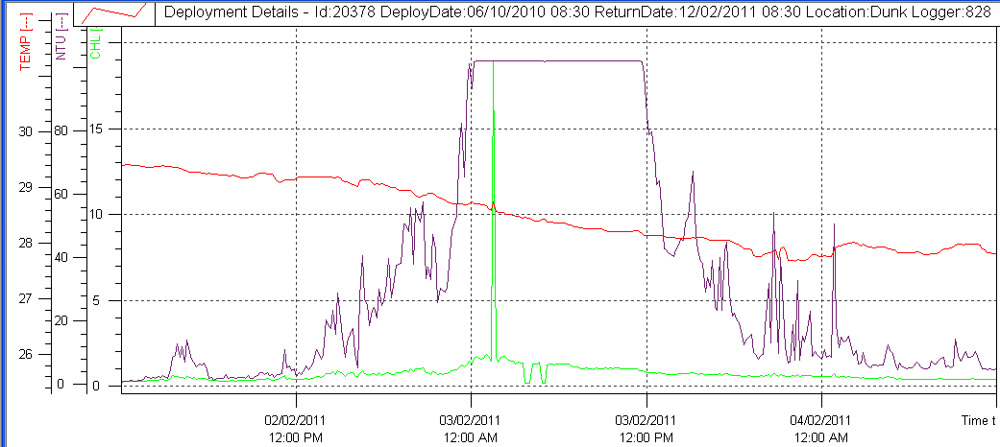 Deployment Details - Id:20378 DeployDate:06/10/2010 08:30 ReturnDate:12/02/2011 08:30 Location:Dunk Logger:828
TEMP [--]
NTU [--]
CHL [
30
29
28
27
26
80
60
40
20
0
15
10
5
0
02/02/2011
12:00 PM
03/02/2011
12:00 AM
03/02/2011
12:00 PM
04/02/2011
12:00 AM
Time t